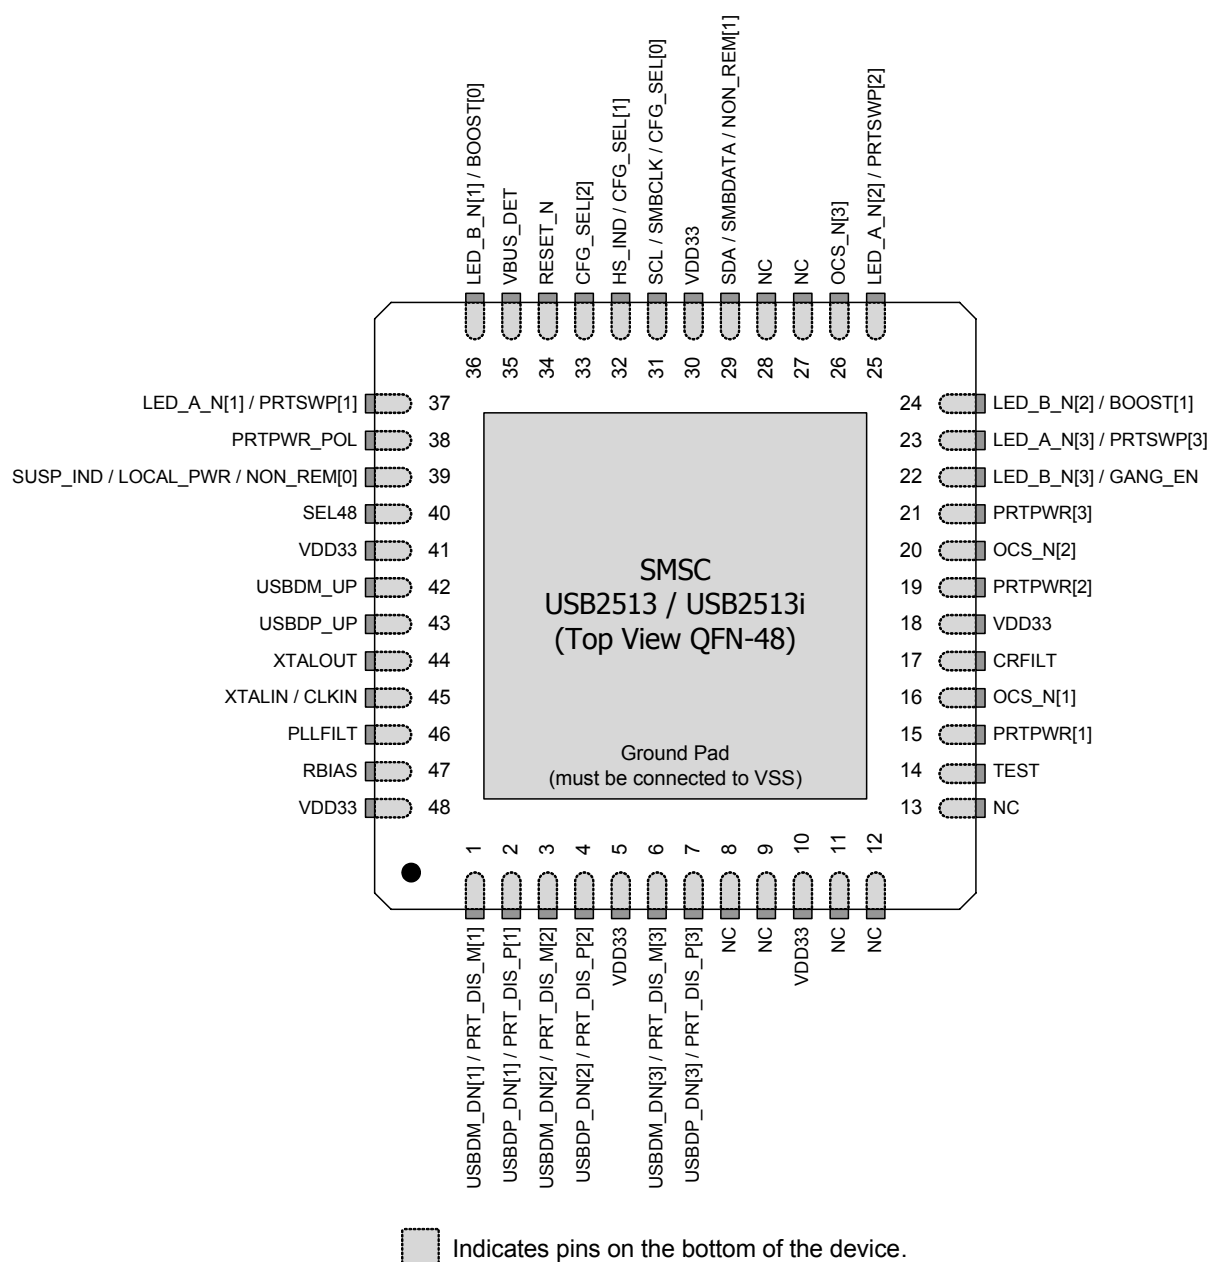 LED_B_N[1] / BOOST[0]
VBUS_DET
RESET_N
CFG_SEL[2]
HS_IND / CFG_SEL[1]
SCL / SMBCLK / CFG_SEL[0]
VDD33
SDA / SMBDATA / NON_REM[1]
NC
NC
OCS_N[3]
LED_A_N[2] / PRTSWP[2]
36
35
34
33
32
31
30
29
28
27
26
25
LED_A_N[1] / PRTSWP[1] 37
PRTPWR_POL 38
SUSP_IND / LOCAL_PWR / NON_REM[0] 39
SEL48 40
VDD33 41
USBDM_UP 42
USBDP_UP 43
XTALOUT 44
XTALIN / CLKIN 45
PLLFILT 46
RBIAS 47
VDD33 48
SMSC
USB2513 / USB2513i
(Top View QFN-48)
Ground Pad
(must be connected to VSS)
24 LED_B_N[2] / BOOST[1]
23 LED_A_N[3] / PRTSWP[3]
22 LED_B_N[3] / GANG_EN
21 PRTPWR[3]
20 OCS_N[2]
19 PRTPWR[2]
18 VDD33
17 CRFILT
16 OCS_N[1]
15 PRTPWR[1]
14 TEST
13 NC
1
2
3
4
5
6
7
8
9
10
11
12
USBDM_DN[1] / PRT_DIS_M[1]
USBDP_DN[1] / PRT_DIS_P[1]
USBDM_DN[2] / PRT_DIS_M[2]
USBDP_DN[2] / PRT_DIS_P[2]
VDD33
USBDM_DN[3] / PRT_DIS_M[3]
USBDP_DN[3] / PRT_DIS_P[3]
NC
NC
VDD33
NC
NC
Indicates pins on the bottom of the device.